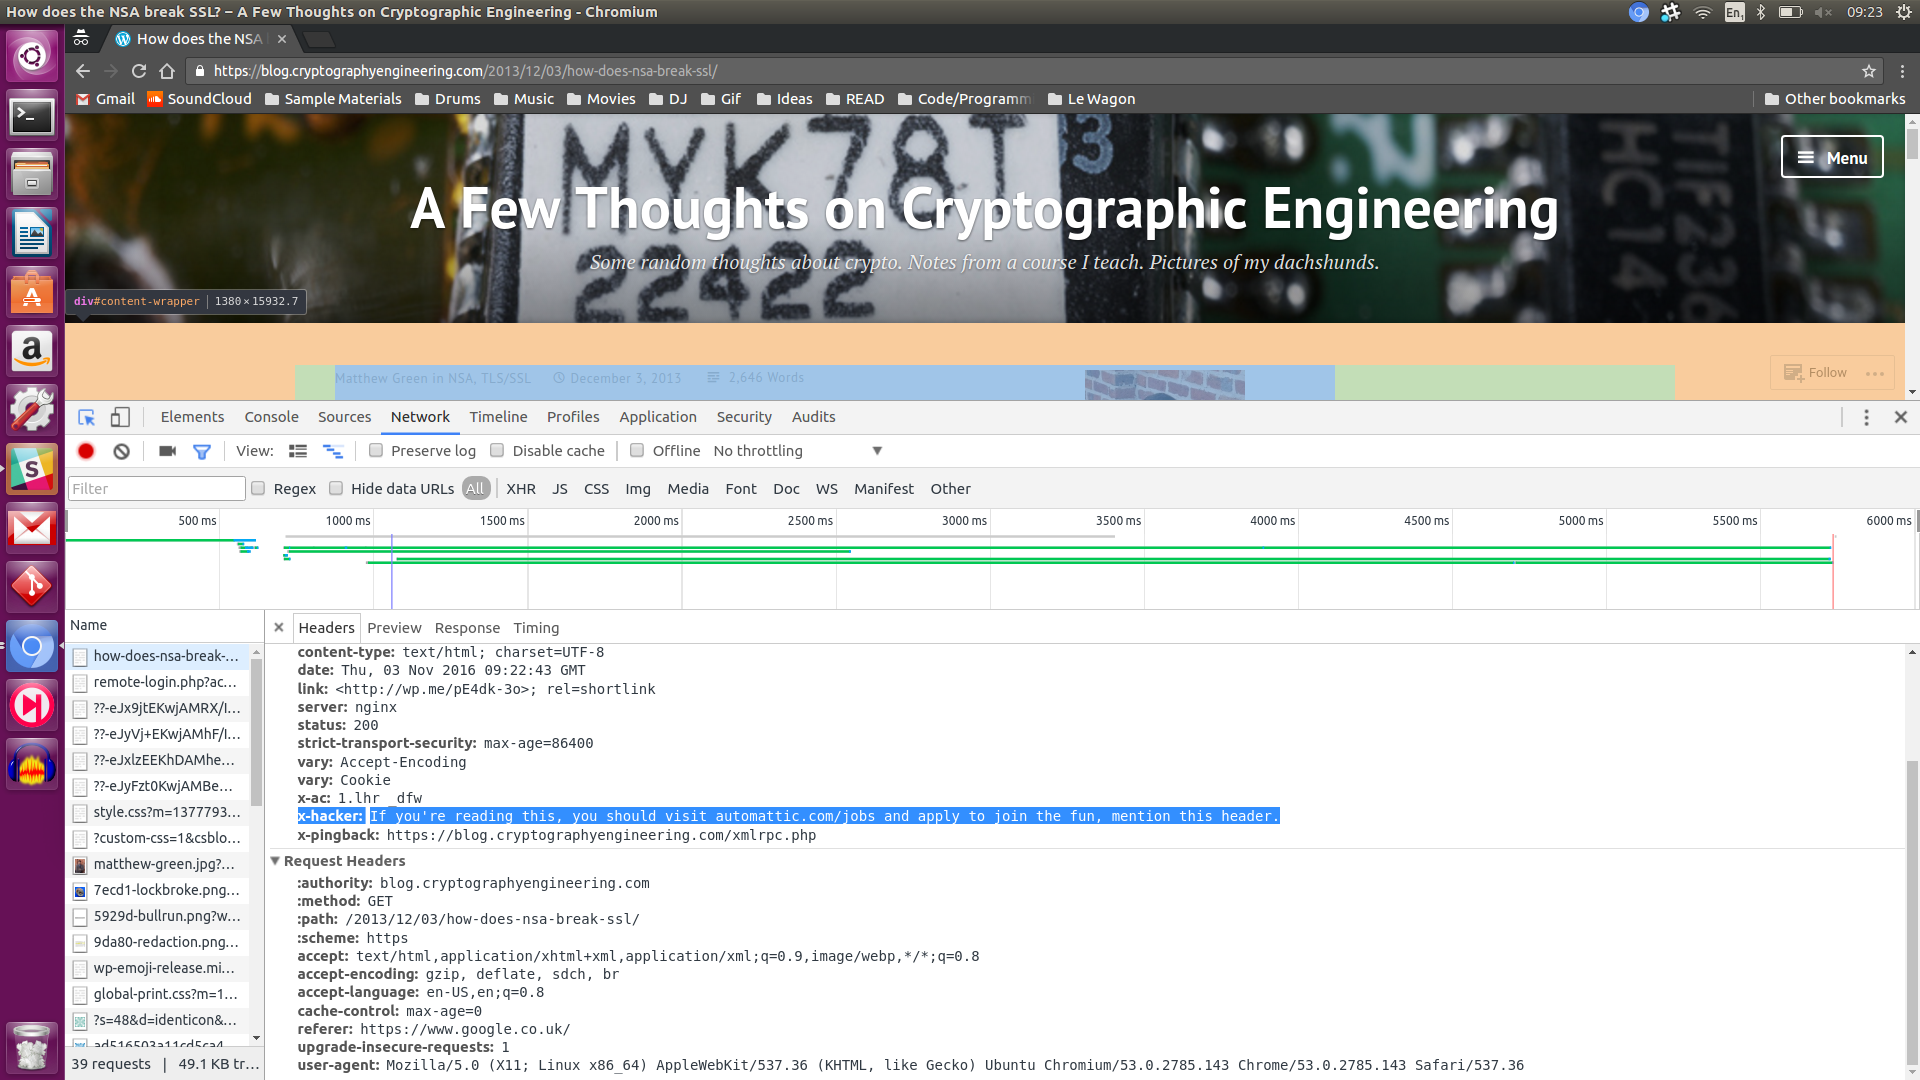 How does the NSA break SSL? – A Few Thoughts on Cryptographic Engineering - Chromium
En1
09:23
How does the NSA
https://blog.cryptographyengineering.com/2013/12/03/how-does-nsa-break-ssl/
Gmail SoundCloud Sample Materials Drums Music Movies DJ Gif Ideas READ Code/Programm Le Wagon Other bookmarks
MYK78T
22422
HC14
TIF236
Menu
A Few Thoughts on Cryptographic Engineering
Some random thoughts about crypto. Notes from a course I teach. Pictures of my dachshunds.
div#content-wrapper | 1380×15932.7
Matthew Green in NSA, TLS/SSL December 3, 2013 2,646 Words
Follow ...
Elements Console Sources Network Timeline Profiles Application Security Audits
View: Preserve log Disable cache Offline No throttling
Filter Regex Hide data URLs All XHR JS CSS Img Media Font Doc WS Manifest Other
500 ms 1000 ms 1500 ms 2000 ms 2500 ms 3000 ms 3500 ms 4000 ms 4500 ms 5000 ms 5500 ms 6000 ms
Name
how-does-nsa-break-...
remote-login.php?ac...
??-eJx9jtEKwjAMRX/I...
??-eJyVj+EKwjAMhF/I...
??-eJxlzEEKhDAMhe...
??-eJyFzt0KwjAMBe...
style.css?m=1377793...
?custom-css=1&csblo...
matthew-green.jpg?...
7ecd1-lockbroke.png...
5929d-bullrun.png?w...
9da80-redaction.png...
wp-emoji-release.mi...
global-print.css?m=1...
?s=48&d=identicon&...
ad516503a11cd5ca4...
39 requests | 49.1 KB tr...
Headers Preview Response Timing
content-type: text/html; charset=UTF-8
date: Thu, 03 Nov 2016 09:22:43 GMT
link: <http://wp.me/pE4dk-3o>; rel=shortlink
server: nginx
status: 200
strict-transport-security: max-age=86400
vary: Accept-Encoding
vary: Cookie
x-ac: 1.lhr _dfw
x-hacker: If you're reading this, you should visit automattic.com/jobs and apply to join the fun, mention this header.
x-pingback: https://blog.cryptographyengineering.com/xmlrpc.php
Request Headers
:authority: blog.cryptographyengineering.com
:method: GET
:path: /2013/12/03/how-does-nsa-break-ssl/
:scheme: https
accept: text/html,application/xhtml+xml,application/xml;q=0.9,image/webp,*/*;q=0.8
accept-encoding: gzip, deflate, sdch, br
accept-language: en-US,en;q=0.8
cache-control: max-age=0
referer: https://www.google.co.uk/
upgrade-insecure-requests: 1
user-agent: Mozilla/5.0 (X11; Linux x86_64) AppleWebKit/537.36 (KHTML, like Gecko) Ubuntu Chromium/53.0.2785.143 Chrome/53.0.2785.143 Safari/537.36